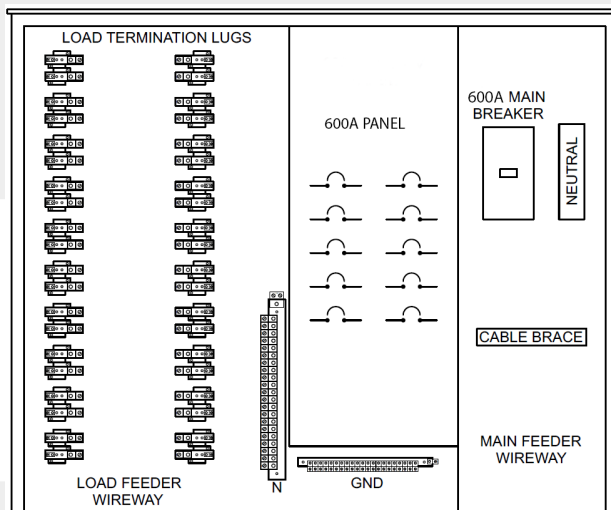 LOAD TERMINATION LUGS
600A PANEL
600A MAIN
BREAKER
NEUTRAL
CABLE BRACE
MAIN FEEDER
WIREWAY
LOAD FEEDER
WIREWAY
N
GND